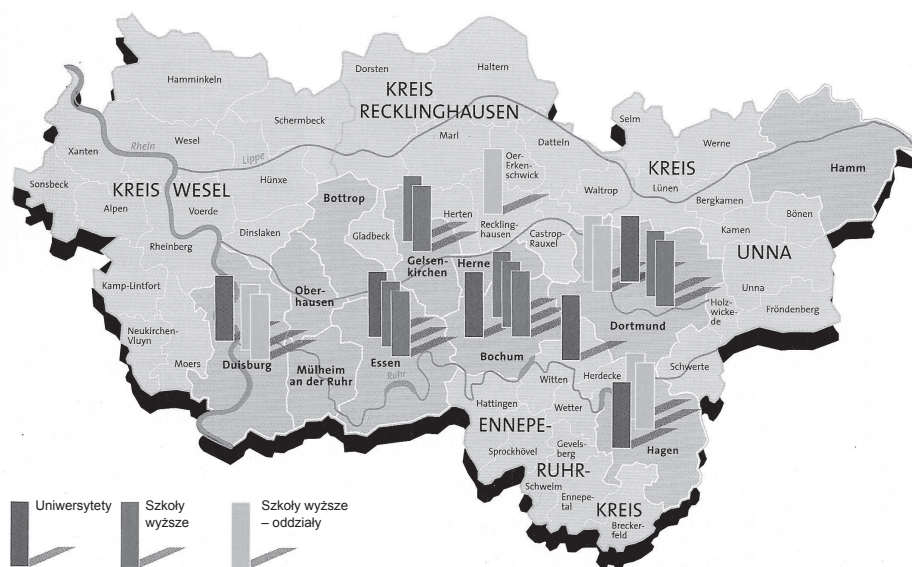 Hamminkeln
Dorsten
Haltern
KREIS
RECKLINGHAUSEN
Schermbeck
Marl
Selm
Werne
Datteln
Xanten
Rhein
Wesel
Lippe
Oer-
Erken-
schwick
KREIS
Lünen
Hamm
Sonsbeck
KREIS WESEL
Hünxe
Waltrop
Bergkamen
Alpen
Voerde
Bottrop
Herten
Bönen
Gladbeck
Reckling-
hausen
Castrop-
Rauxel
Kamen
Rheinberg
Dinslaken
Gelsen-
kirchen
Herne
UNNA
Kamp-Lintfort
Ober-
hausen
Unna
Holz-
wicke-
de
Fröndenberg
Neukirchen-
Vluyn
Dortmund
Moers
Duisburg
Mülheim
an der Ruhr
Essen
Ruhr
Bochum
Witten
Herdecke
Schwerte
Hattingen
Wetter
ENNEPE-
Gevels-
berg
Hagen
Sprockhövel
RUHR-
Schwelm
Ennepe-
tal
KREIS
Brecker-
feld
Uniwersytety
Szkoły
wyższe
Szkoły wyższe
– oddziały